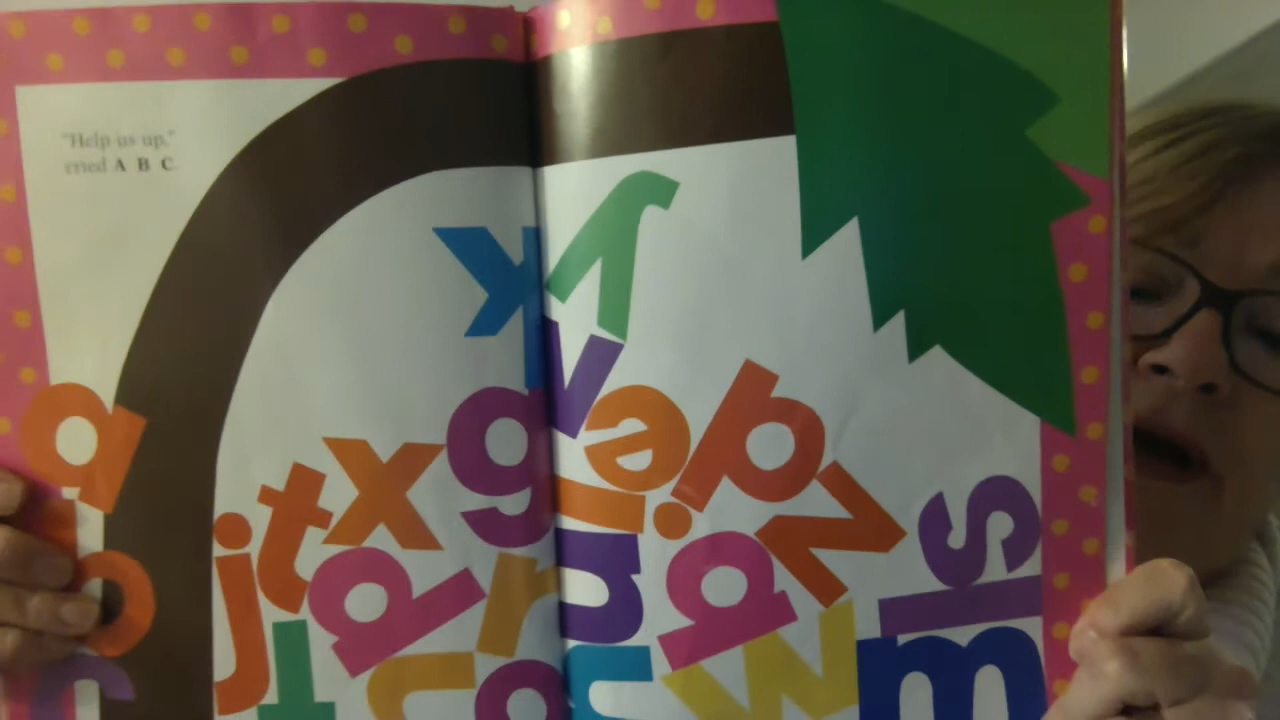 "Help us up,"
cried A B C.
k y
v
a x g e d z
j t i s
b d r u q l
c w m